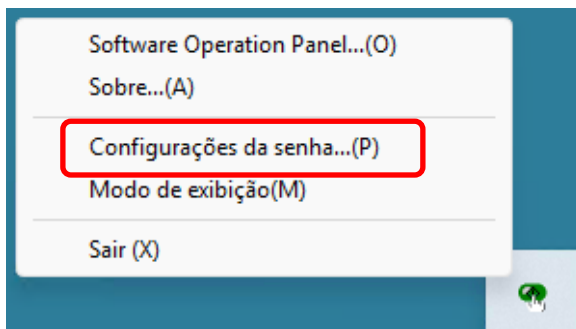 Software Operation Panel...(O)
Sobre...(A)
Configurações da senha...(P)
Modo de exibição(M)
Sair (X)